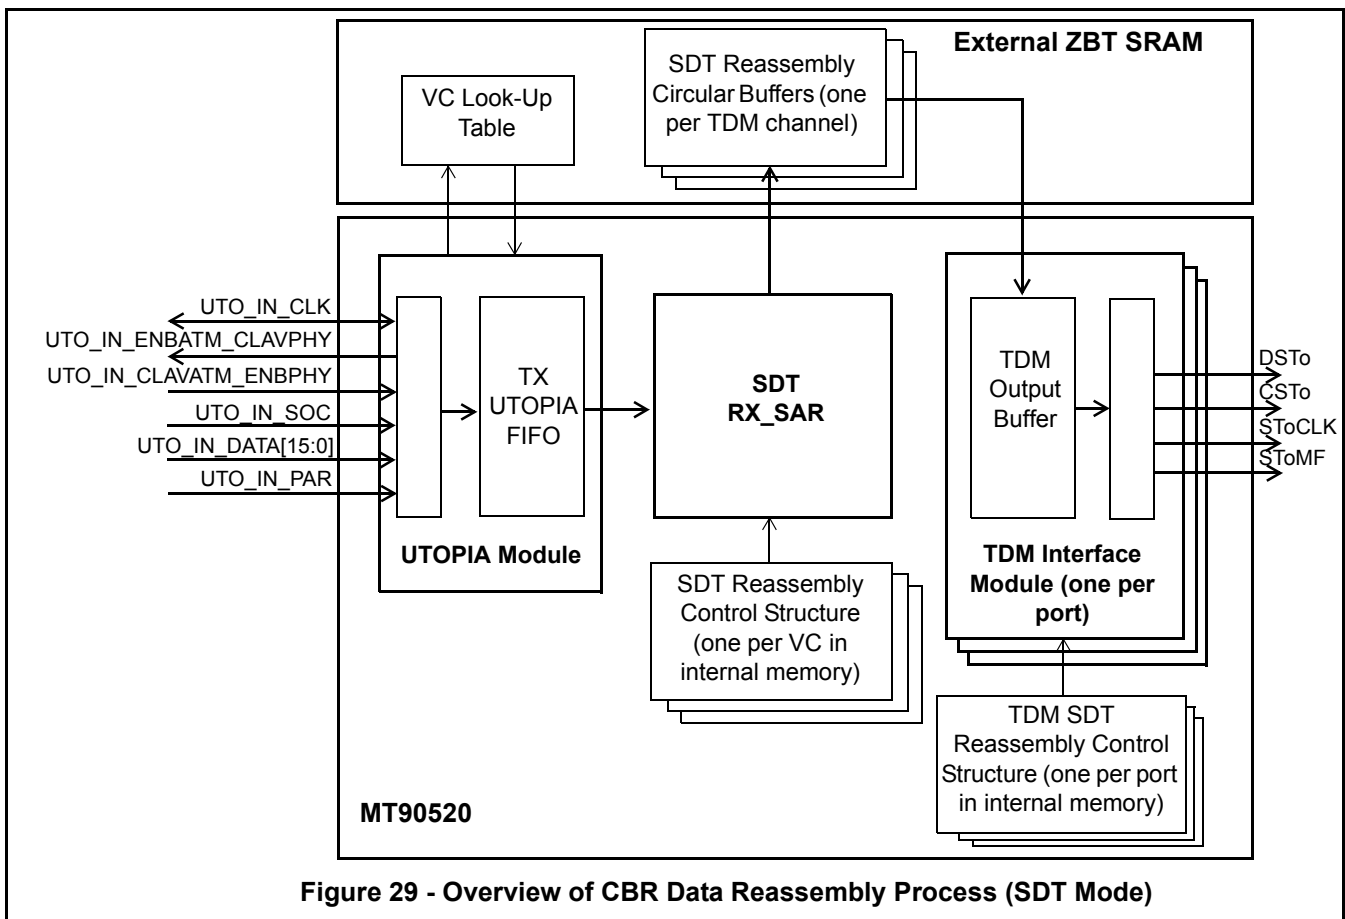 External ZBT SRAM
SDT Reassembly
Circular Buffers (one
per TDM channel)
VC Look-Up
Table
UTO_IN_CLK
UTO_IN_ENBATM_CLAVPHY
UTO_IN_CLAVATM_ENBPHY
UTO_IN_SOC
UTO_IN_DATA[15:0]
UTO_IN_PAR
TX
UTOPIA
FIFO
UTOPIA Module
SDT
RX_SAR
TDM
Output
Buffer
TDM Interface
Module (one per
port)
DSTo
CSTo
SToCLK
SToMF
SDT Reassembly
Control Structure
(one per VC in
internal memory)
TDM SDT
Reassembly Control
Structure (one per port
in internal memory)
MT90520
Figure 29 - Overview of CBR Data Reassembly Process (SDT Mode)